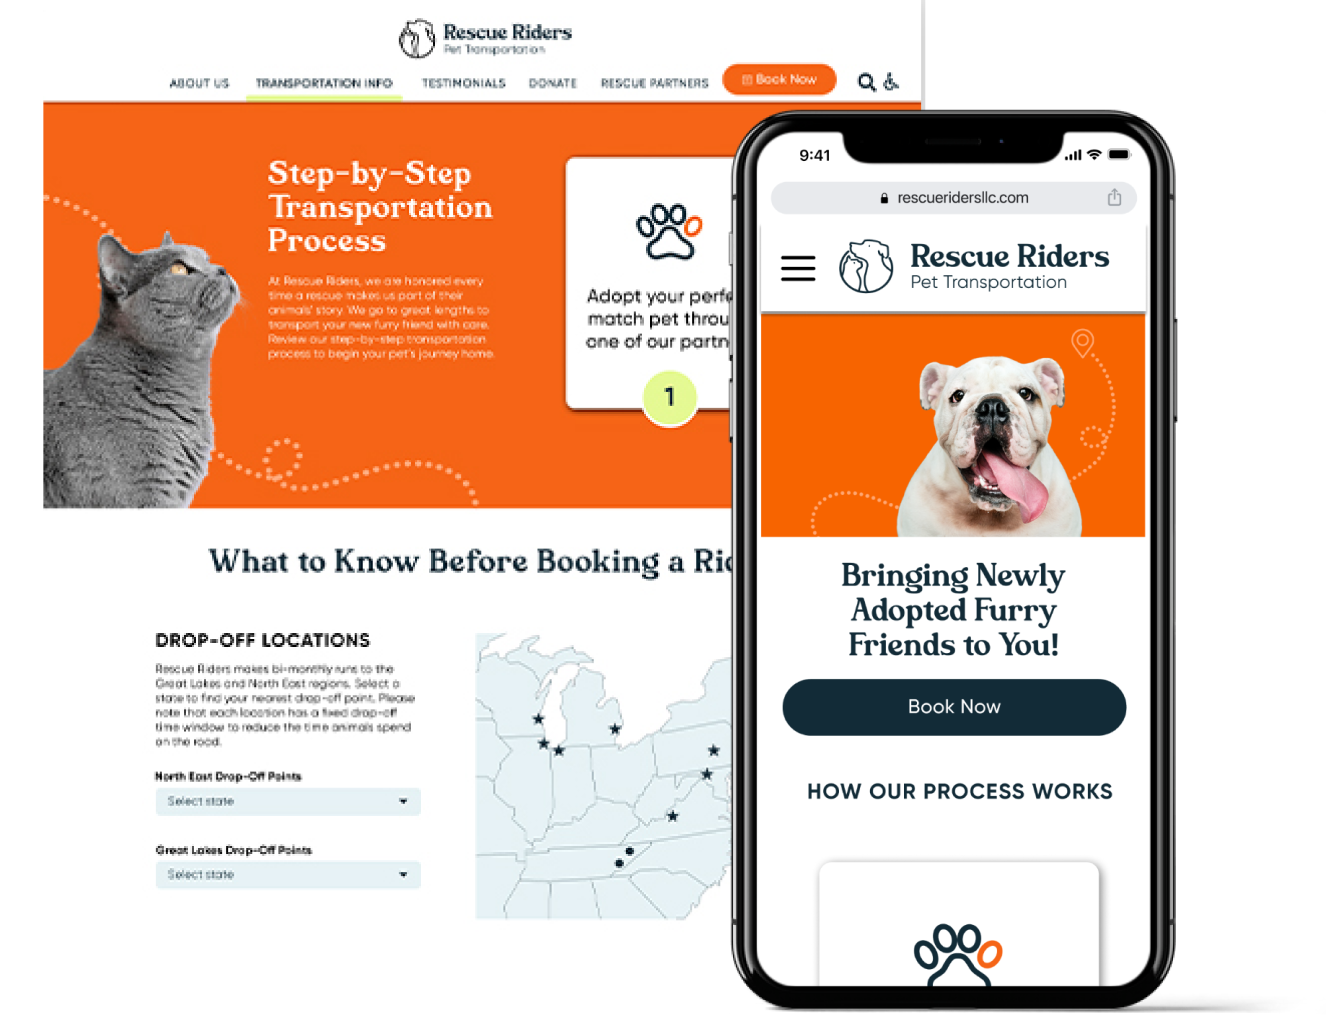 Rescue Riders
Pet Transportation
ABOUT US
TRANSPORTATION INFO
TESTIMONIALS
DONATE
RESCUE PARTNERS
Book Now
Step-by-Step
Transportation
Process
At Rescue Riders, we are honored every
time a rescue makes us part of their
animals' story. We go to great lengths to
transport your new furry friend with care.
Review our step-by-step transportation
process to begin your pet's journey home.
Adopt your perfe
match pet throu
one of our partn
1
What to Know Before Booking a Rid
DROP-OFF LOCATIONS
Rescue Riders makes bi-monthly runs to the
Great Lakes and North East regions. Select a
state to find your nearest drop-off point. Please
note that each location has a fixed drop-off
time window to reduce the time animals spend
on the road.
North East Drop-Off Points
Select state
Great Lakes Drop-Off Points
Select state
9:41
rescueridersllc.com
Rescue Riders
Pet Transportation
Bringing Newly
Adopted Furry
Friends to You!
Book Now
HOW OUR PROCESS WORKS